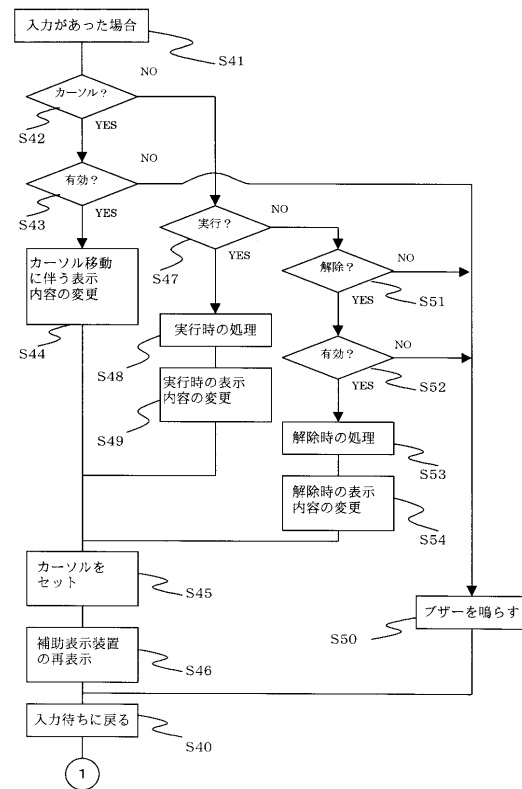 入力があった場合
S41
NO
カーソル？
YES
S42
NO
有効？
YES
S43
NO
実行？
YES
S47
カーソル移動
に伴う表示
内容の変更
S44
NO
解除？
YES
S51
実行時の処理
S48
NO
有効？
YES
S52
実行時の表示
内容の変更
S49
解除時の処理
S53
解除時の表示
内容の変更
S54
カーソルを
セット
S45
ブザーを鳴らす
S50
補助表示装置
の再表示
S46
入力待ちに戻る
S40
1